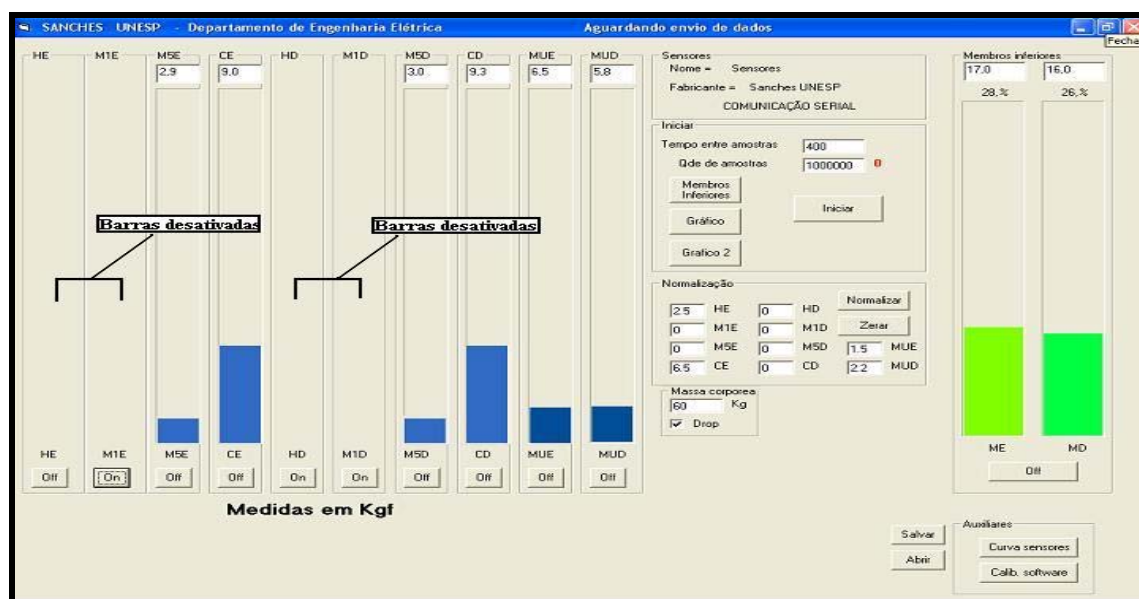 SANCHES UNESP - Departamento de Engenharia Elétrica Aguardando envio de dados
Fecha
HE M1E M5E CE HD M1D M5D CD MUE MUD
2.9 9.0 3.0 9.3 6.5 5.8
Barras desativadas Barras desativadas
HE M1E M5E CE HD M1D M5D CD MUE MUD
Off On Off Off On On Off Off Off Off
Medidas em Kgf
Sensores
Nome = Sensores
Fabricante = Sanches UNESP
COMUNICAÇÃO SERIAL
Iniciar
Tempo entre amostras 400
Qde de amostras 1000000 0
Membros
Inferiores
Iniciar
Gráfico
Grafico 2
Normalização
2.5 HE 0 HD Normalizar
0 M1E 0 M1D Zerar
0 M5E 0 M5D 1.5 MUE
6.5 CE 0 CD 2.2 MUD
Massa corporea
60 Kg
Drop
Membros inferiores
17,0 16,0
28,% 26,%
ME MD
Off
Salvar
Abrir
Auxiliares
Curva sensores
Calib. software